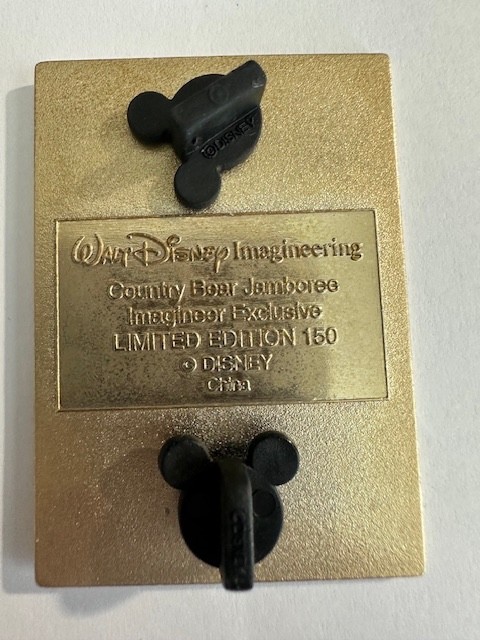 © DISNEY
WALT DISNEY Imagineering
Country Bear Jamboree
Imagineer Exclusive
LIMITED EDITION 150
© DISNEY
China